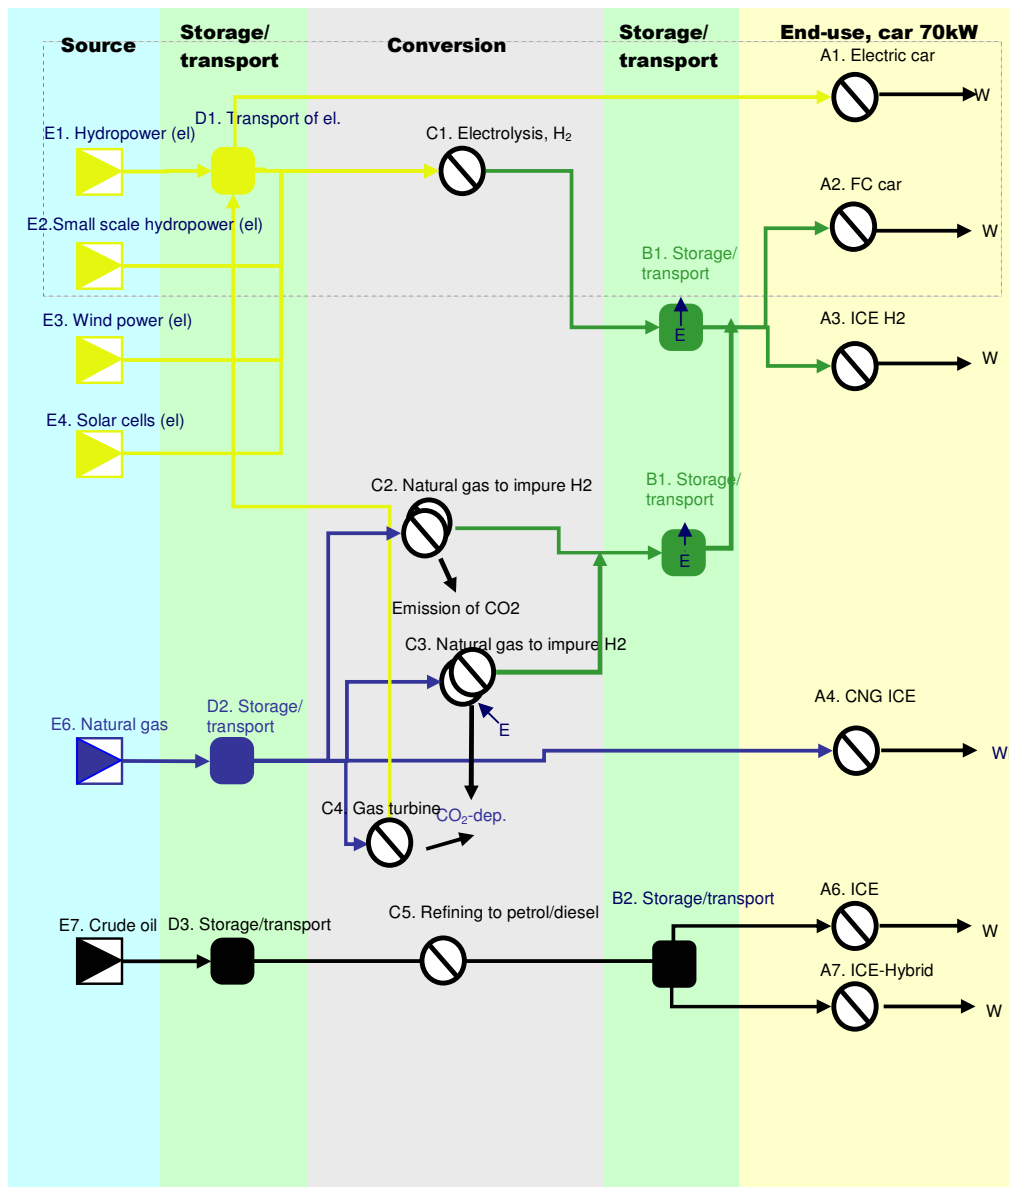 Source
Storage/
transport
Conversion
Storage/
transport
End-use, car 70kW
A1. Electric car
W
D1. Transport of el.
E1. Hydropower (el)
C1. Electrolysis, H₂
A2. FC car
W
E2.Small scale hydropower (el)
B1. Storage/
transport
E
E3. Wind power (el)
A3. ICE H2
W
E4. Solar cells (el)
C2. Natural gas to impure H2
B1. Storage/
transport
E
Emission of CO2
C3. Natural gas to impure H2
E
A4. CNG ICE
W
E6. Natural gas
D2. Storage/
transport
C4. Gas turbine
CO₂-dep.
A6. ICE
W
B2. Storage/transport
C5. Refining to petrol/diesel
E7. Crude oil
D3. Storage/transport
A7. ICE-Hybrid
W